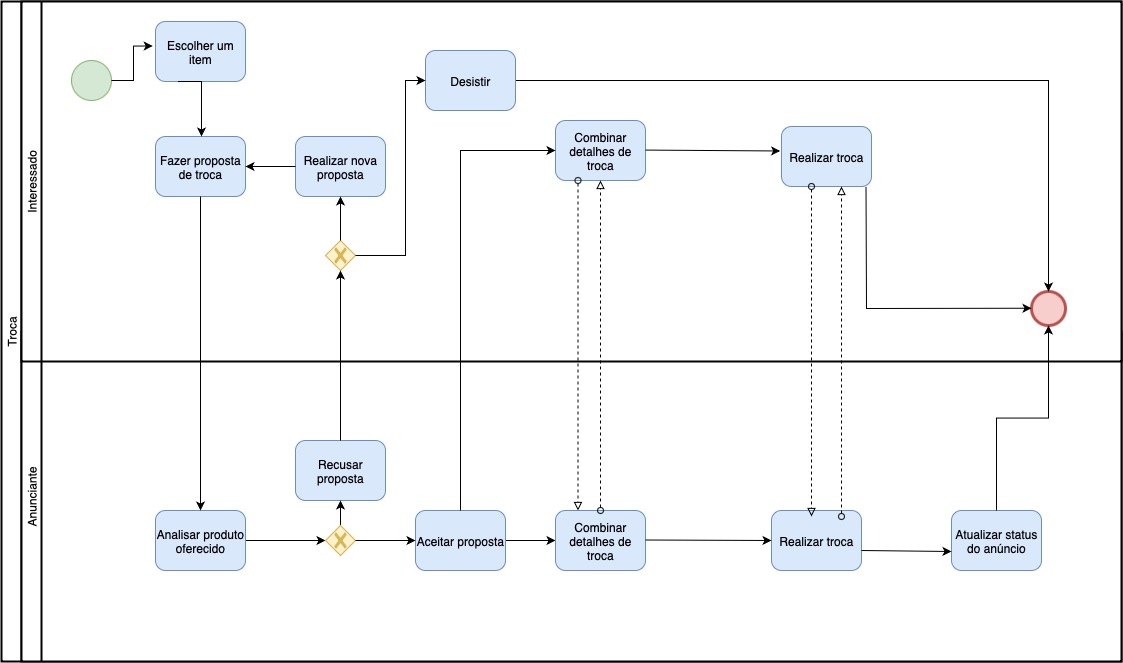 Troca
Interessado
Escolher um
item
Desistir
Fazer proposta
de troca
Realizar nova
proposta
Combinar
detalhes de
troca
Realizar troca
Anunciante
Recusar
proposta
Analisar produto
oferecido
Aceitar proposta
Combinar
detalhes de
troca
Realizar troca
Atualizar status
do anúncio